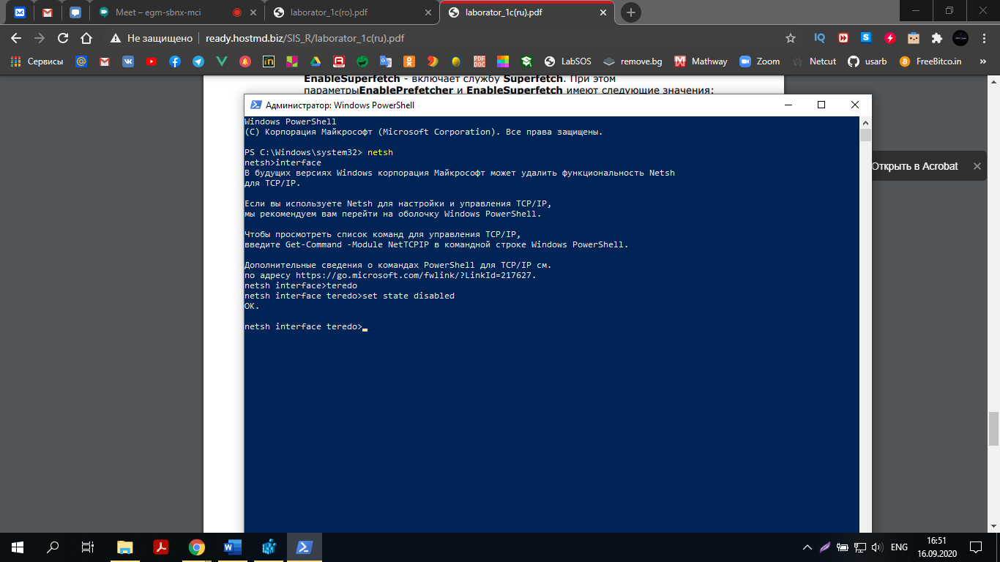 Meet – egm-sbnx-mci
laborator_1c(ro).pdf
laborator_1c(ru).pdf
Не защищено
ready.hostmd.biz/SIS_R/laborator_1c(ru).pdf
Сервисы
LabSOS
remove.bg
Mathway
Zoom
Netcut
usarb
FreeBitco.in
EnableSuperfetch - включает службу Superfetch. При этом
параметрыEnablePrefetcher и EnableSuperfetch имеют следующие значения:
Администратор: Windows PowerShell
Windows PowerShell
(C) Корпорация Майкрософт (Microsoft Corporation). Все права защищены.
PS C:\Windows\system32> netsh
netsh>interface
В будущих версиях Windows корпорация Майкрософт может удалить функциональность Netsh
для TCP/IP.
Если вы используете Netsh для настройки и управления TCP/IP,
мы рекомендуем вам перейти на оболочку Windows PowerShell.
Чтобы просмотреть список команд для управления TCP/IP,
введите Get-Command -Module NetTCPIP в командной строке Windows PowerShell.
Дополнительные сведения о командах PowerShell для TCP/IP см.
по адресу https://go.microsoft.com/fwlink/?LinkId=217627.
netsh interface>teredo
netsh interface teredo>set state disabled
ОК.
netsh interface teredo>
Открыть в Acrobat
ENG
16:51
16.09.2020